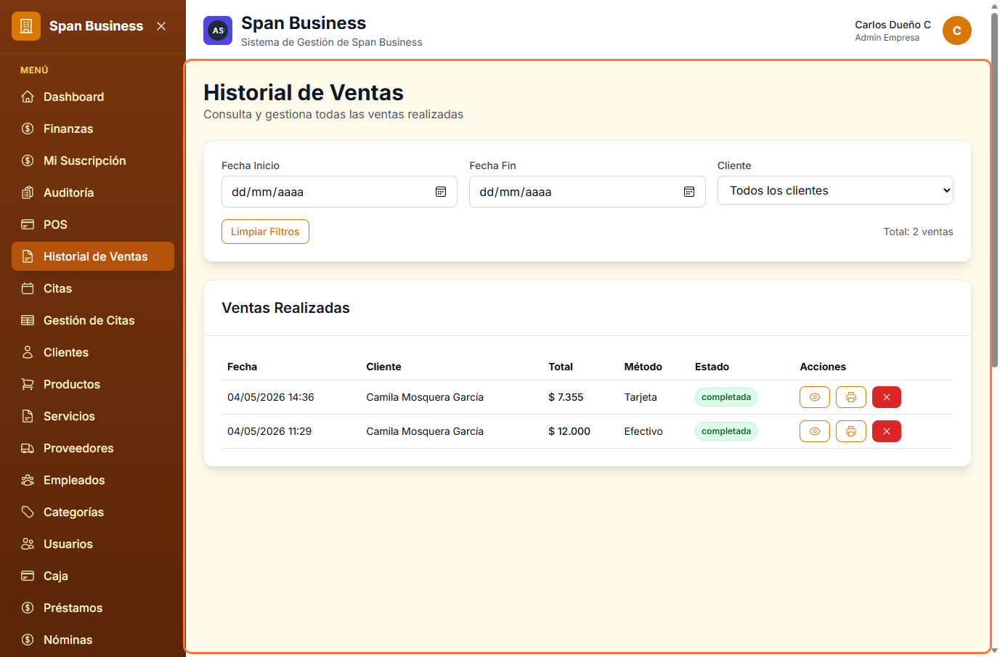 Span Business
MENÚ
Dashboard
Finanzas
Mi Suscripción
Auditoría
POS
Historial de Ventas
Citas
Gestión de Citas
Clientes
Productos
Servicios
Proveedores
Empleados
Categorías
Usuarios
Caja
Préstamos
Nóminas
AS
Span Business
Sistema de Gestión de Span Business
Carlos Dueño C
Admin Empresa
C
Historial de Ventas
Consulta y gestiona todas las ventas realizadas
Fecha Inicio
dd/mm/aaaa
Fecha Fin
dd/mm/aaaa
Cliente
Todos los clientes
Limpiar Filtros
Total: 2 ventas
Ventas Realizadas
Fecha Cliente Total Método Estado Acciones
04/05/2026 14:36 Camila Mosquera García $ 7.355 Tarjeta completada
04/05/2026 11:29 Camila Mosquera García $ 12.000 Efectivo completada